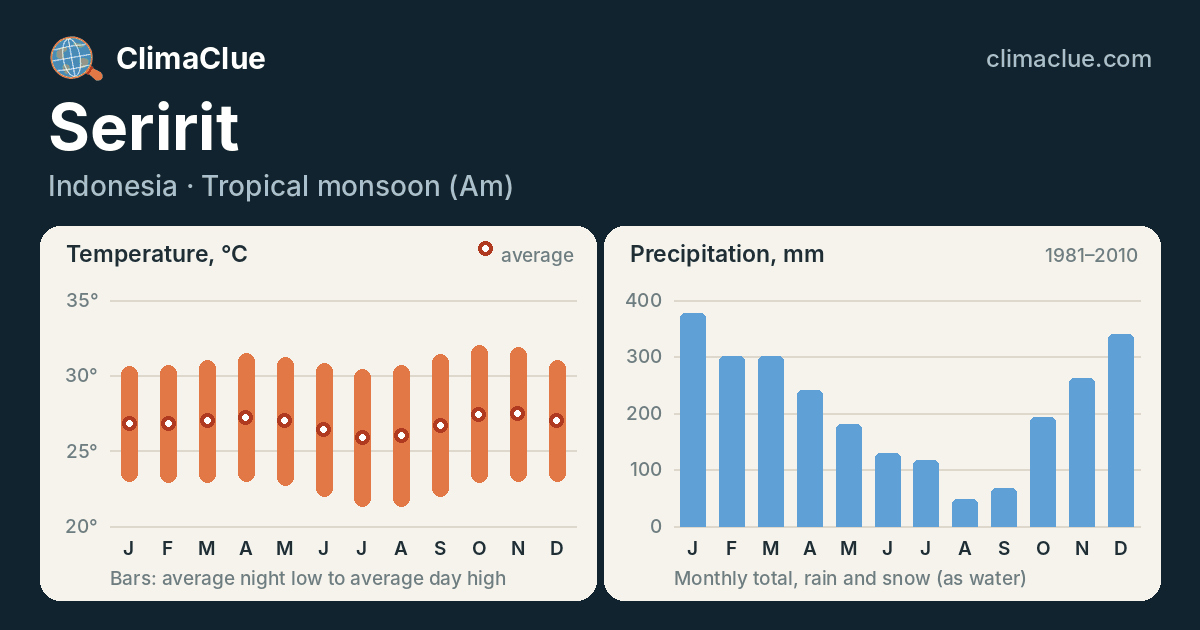 ClimaClue
climaclue.com
Seririt
Indonesia · Tropical monsoon (Am)
Temperature, °C
average
35°
30°
25°
20°
J F M A M J J A S O N D
Bars: average night low to average day high
Precipitation, mm
1981–2010
400
300
200
100
0
J F M A M J J A S O N D
Monthly total, rain and snow (as water)